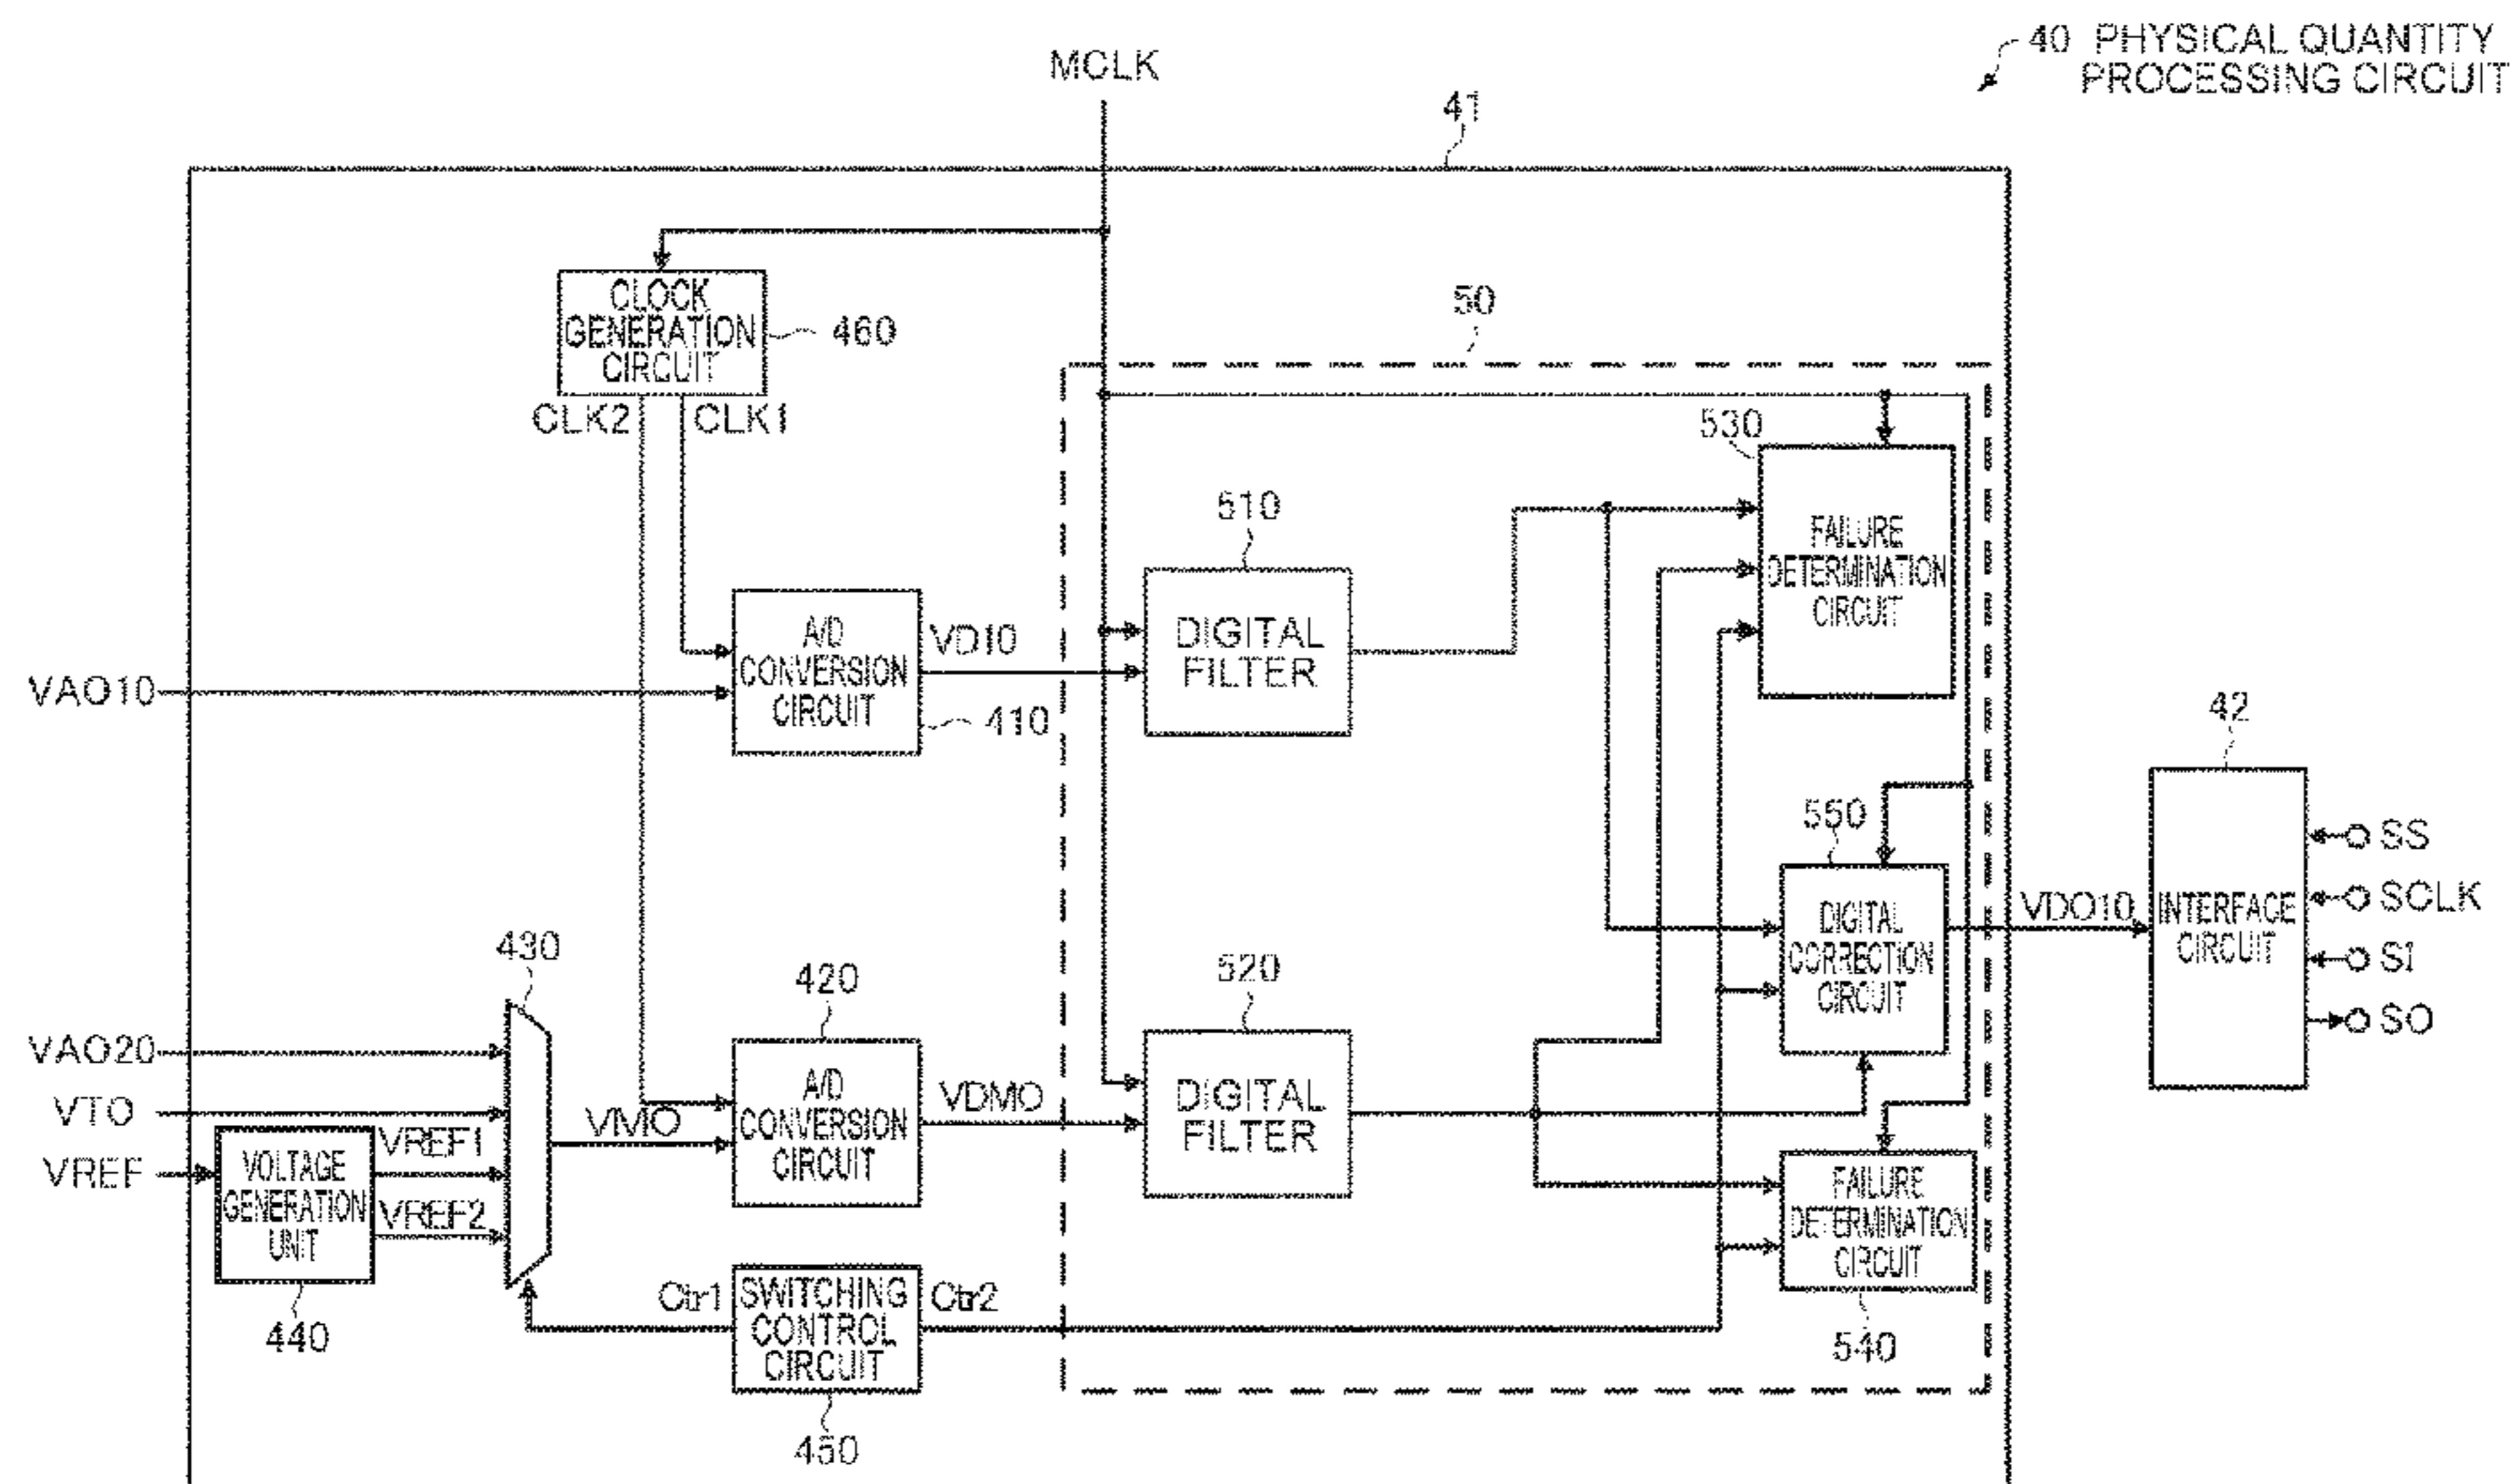 40 PHYSICAL QUANTITY
PROCESSING CIRCUIT
MCLK
41
CLOCK
GENERATION
CIRCUIT
460
CLK2
CLK1
50
530
FAILURE
DETERMINATION
CIRCUIT
510
DIGITAL
FILTER
A/D
CONVERSION
CIRCUIT
VD10
410
VAO10
42
550
DIGITAL
CORRECTION
CIRCUIT
VDO10
INTERFACE
CIRCUIT
SS
SCLK
SI
SO
430
420
520
VAO20
VTO
VREF
VOLTAGE
GENERATION
UNIT
VREF1
VREF2
440
VMO
A/D
CONVERSION
CIRCUIT
VDMO
DIGITAL
FILTER
FAILURE
DETERMINATION
CIRCUIT
540
Ctr1
SWITCHING
CONTROL
CIRCUIT
Ctr2
450